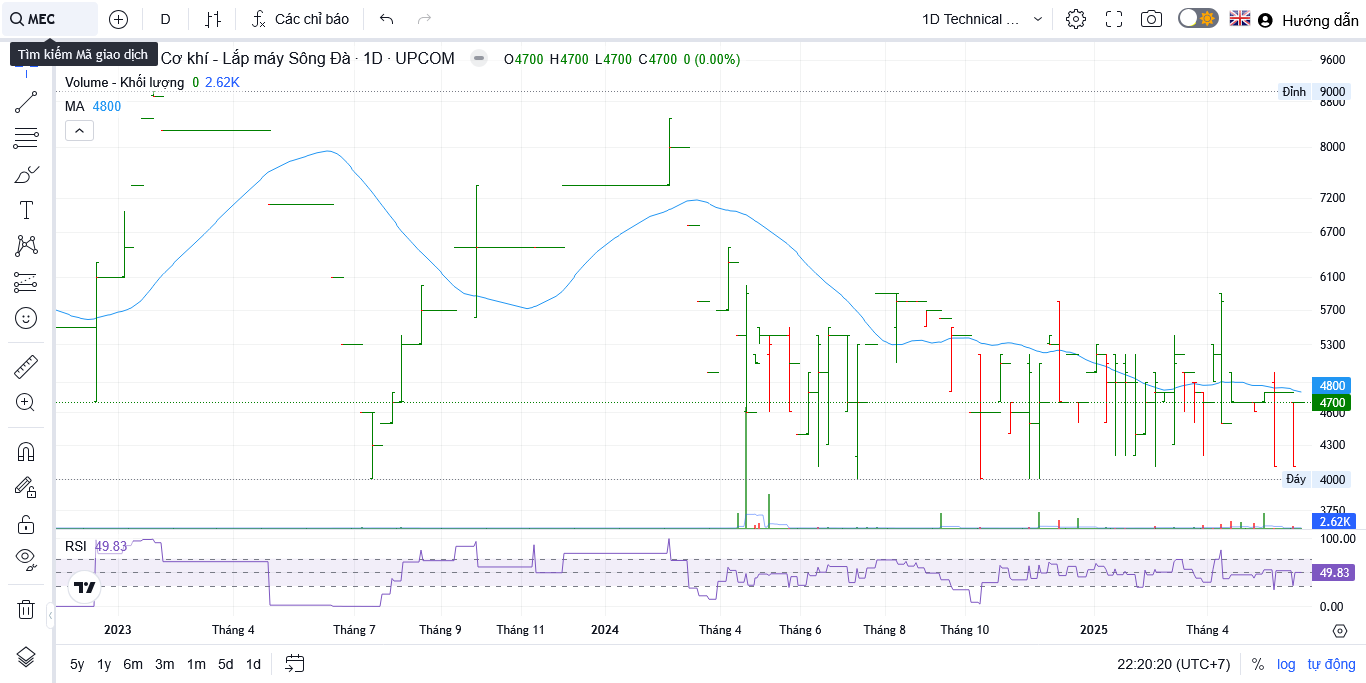 MEC D Các chỉ báo 1D Technical ... Hướng dẫn
Tìm kiếm Mã giao dịch
Cơ khí - Lắp máy Sông Đà · 1D · UPCOM O4700 H4700 L4700 C4700 0 (0.00%)
Volume - Khối lượng 0 2.62K
MA 4800
9600
Đỉnh 9000
8800
8000
7200
6700
6100
5700
5300
4800
4700
4600
4300
Đáy 4000
3750
2.62K
RSI 49.83
100.00
49.83
0.00
2023 Tháng 4 Tháng 7 Tháng 9 Tháng 11 2024 Tháng 4 Tháng 6 Tháng 8 Tháng 10 2025 Tháng 4
5y 1y 6m 3m 1m 5d 1d 22:20:20 (UTC+7) % log tự động